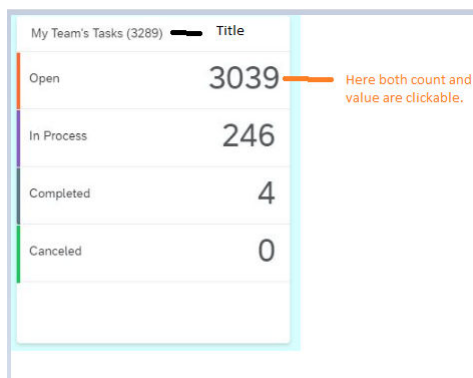 My Team's Tasks (3289) Title
Open 3039
Here both count and
value are clickable.
In Process 246
Completed 4
Canceled 0